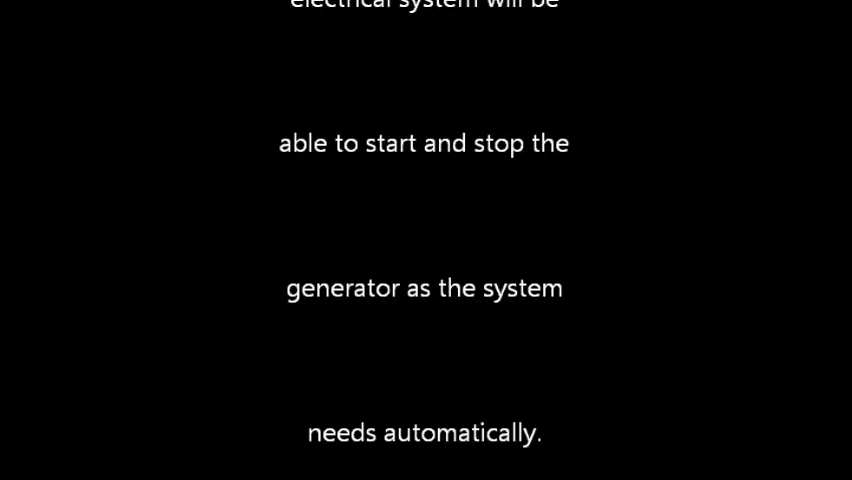 electrical system will be
able to start and stop the
generator as the system
needs automatically.